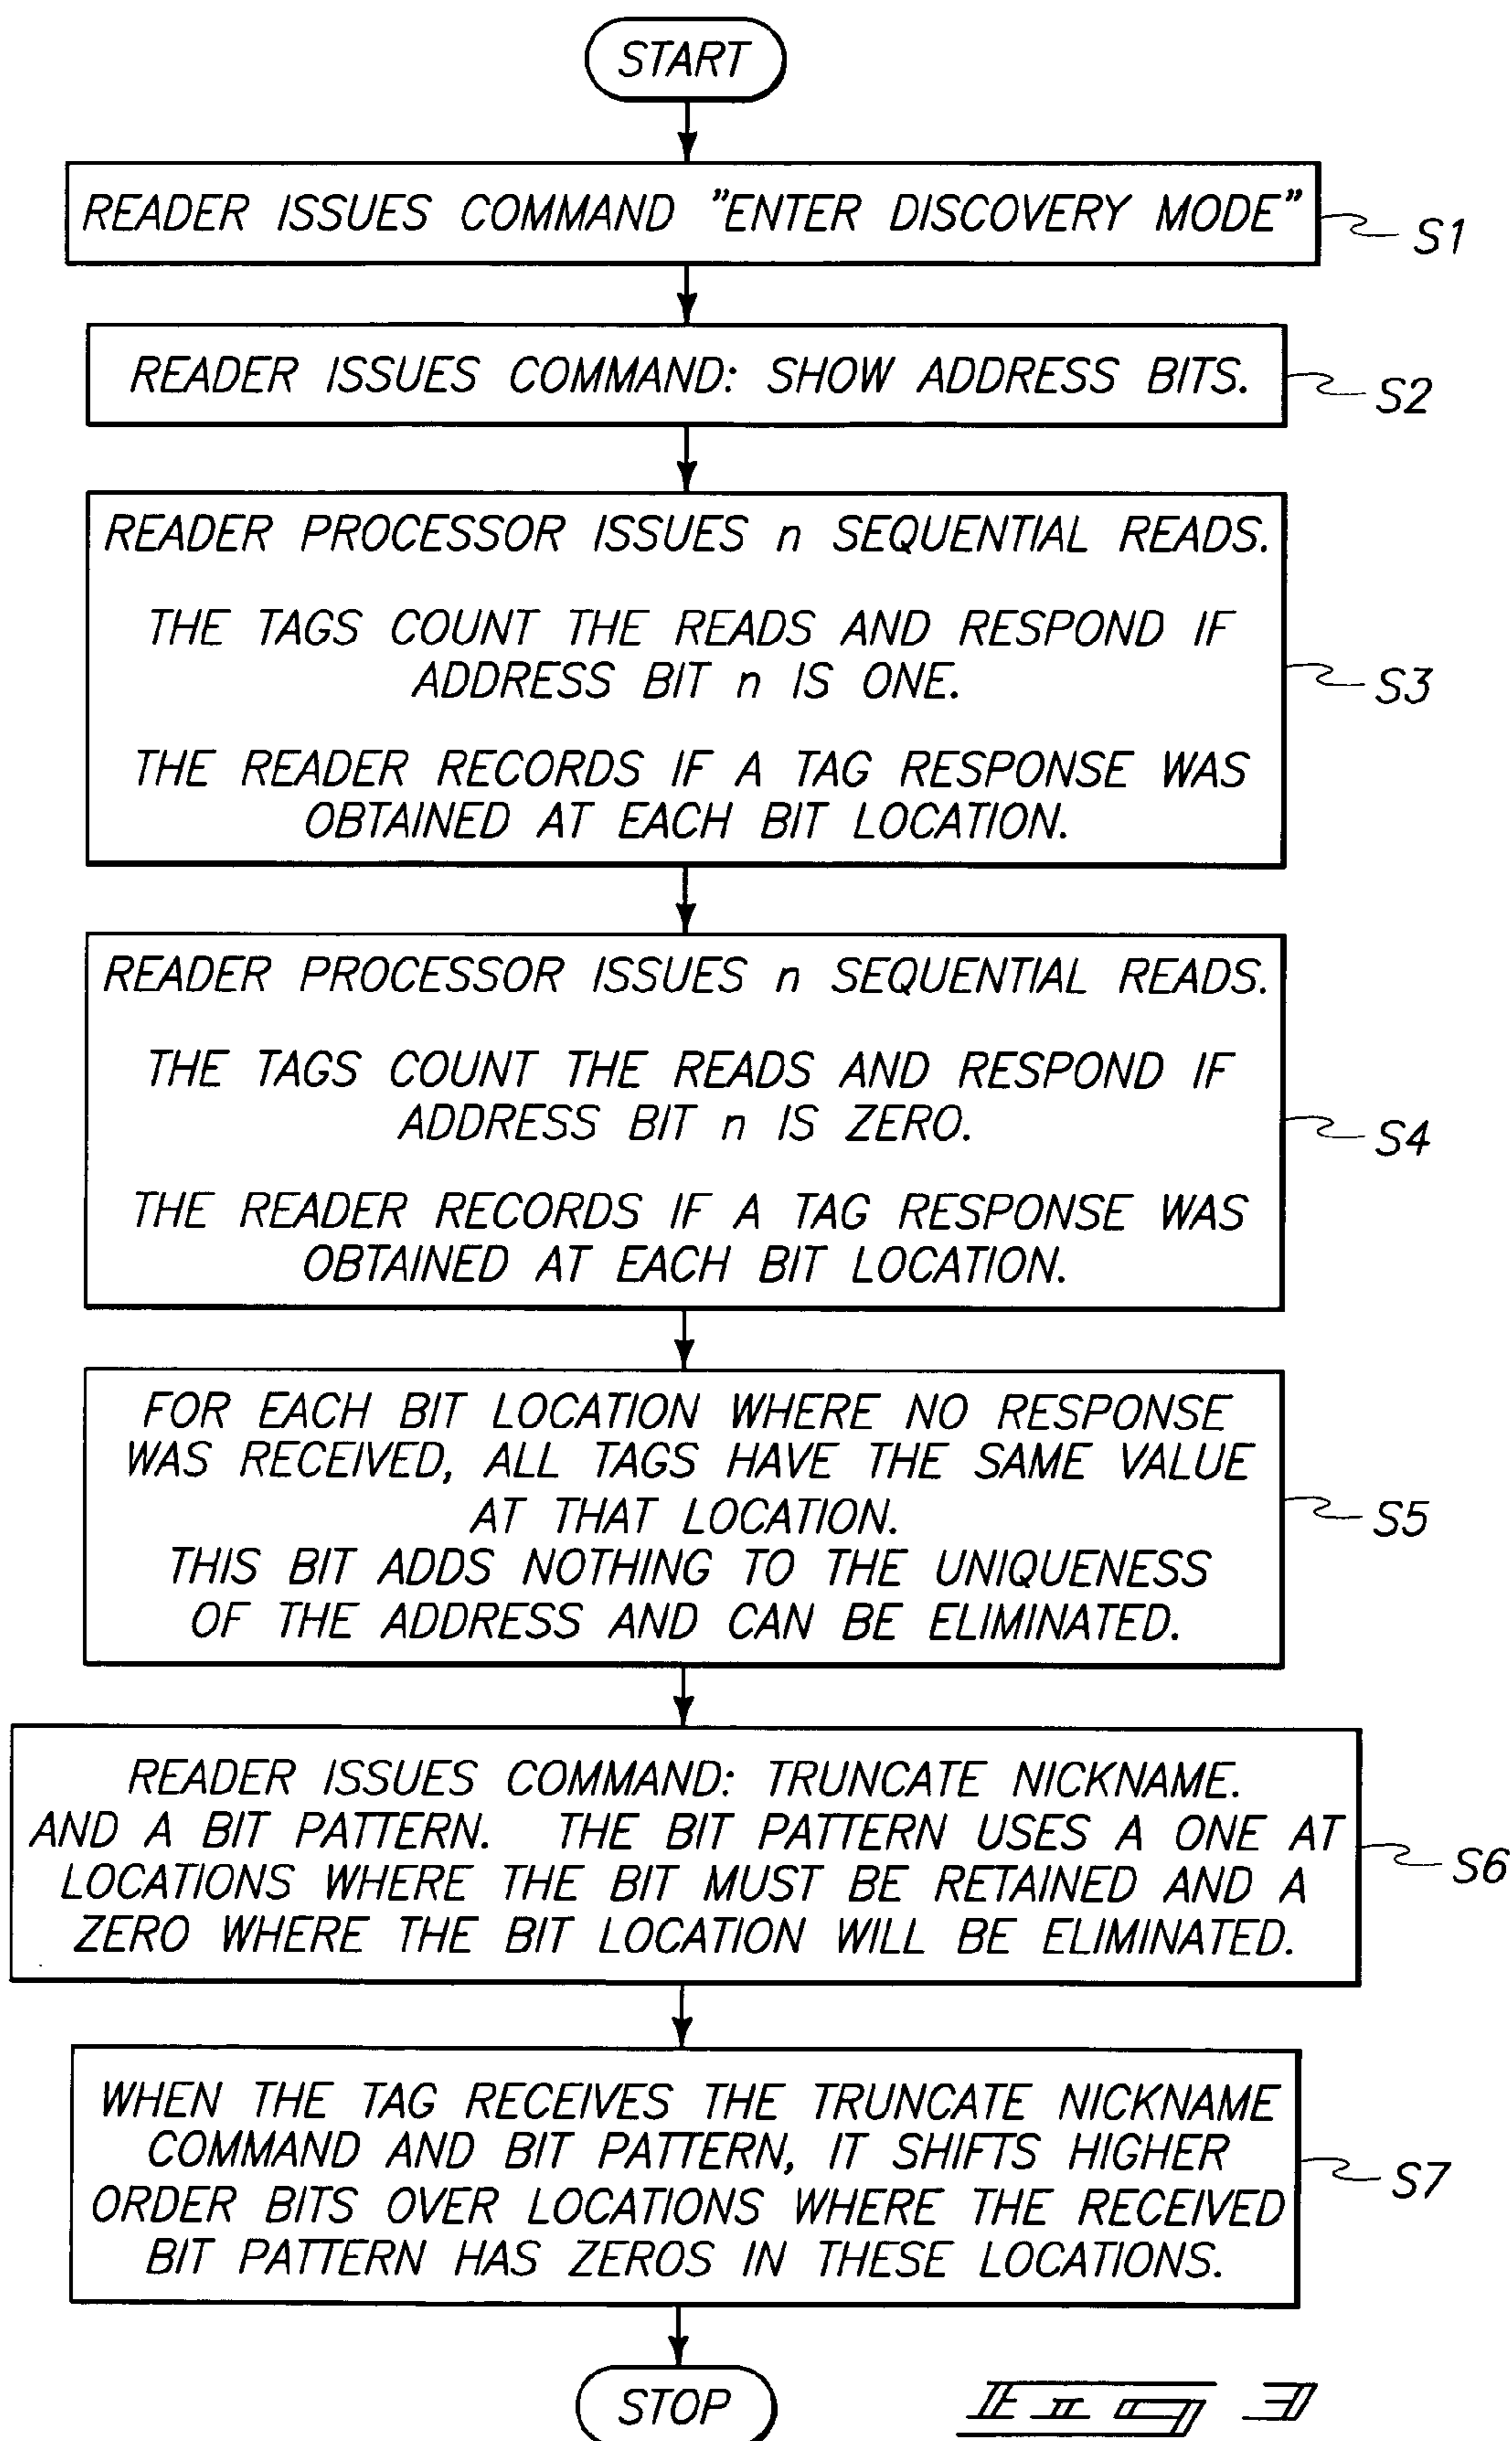 START
READER ISSUES COMMAND "ENTER DISCOVERY MODE"
S1
READER ISSUES COMMAND: SHOW ADDRESS BITS.
S2
READER PROCESSOR ISSUES n SEQUENTIAL READS.
THE TAGS COUNT THE READS AND RESPOND IF
ADDRESS BIT n IS ONE.
THE READER RECORDS IF A TAG RESPONSE WAS
OBTAINED AT EACH BIT LOCATION.
S3
READER PROCESSOR ISSUES n SEQUENTIAL READS.
THE TAGS COUNT THE READS AND RESPOND IF
ADDRESS BIT n IS ZERO.
THE READER RECORDS IF A TAG RESPONSE WAS
OBTAINED AT EACH BIT LOCATION.
S4
FOR EACH BIT LOCATION WHERE NO RESPONSE
WAS RECEIVED, ALL TAGS HAVE THE SAME VALUE
AT THAT LOCATION.
THIS BIT ADDS NOTHING TO THE UNIQUENESS
OF THE ADDRESS AND CAN BE ELIMINATED.
S5
READER ISSUES COMMAND: TRUNCATE NICKNAME.
AND A BIT PATTERN. THE BIT PATTERN USES A ONE AT
LOCATIONS WHERE THE BIT MUST BE RETAINED AND A
ZERO WHERE THE BIT LOCATION WILL BE ELIMINATED.
S6
WHEN THE TAG RECEIVES THE TRUNCATE NICKNAME
COMMAND AND BIT PATTERN, IT SHIFTS HIGHER
ORDER BITS OVER LOCATIONS WHERE THE RECEIVED
BIT PATTERN HAS ZEROS IN THESE LOCATIONS.
S7
STOP
Fig 3